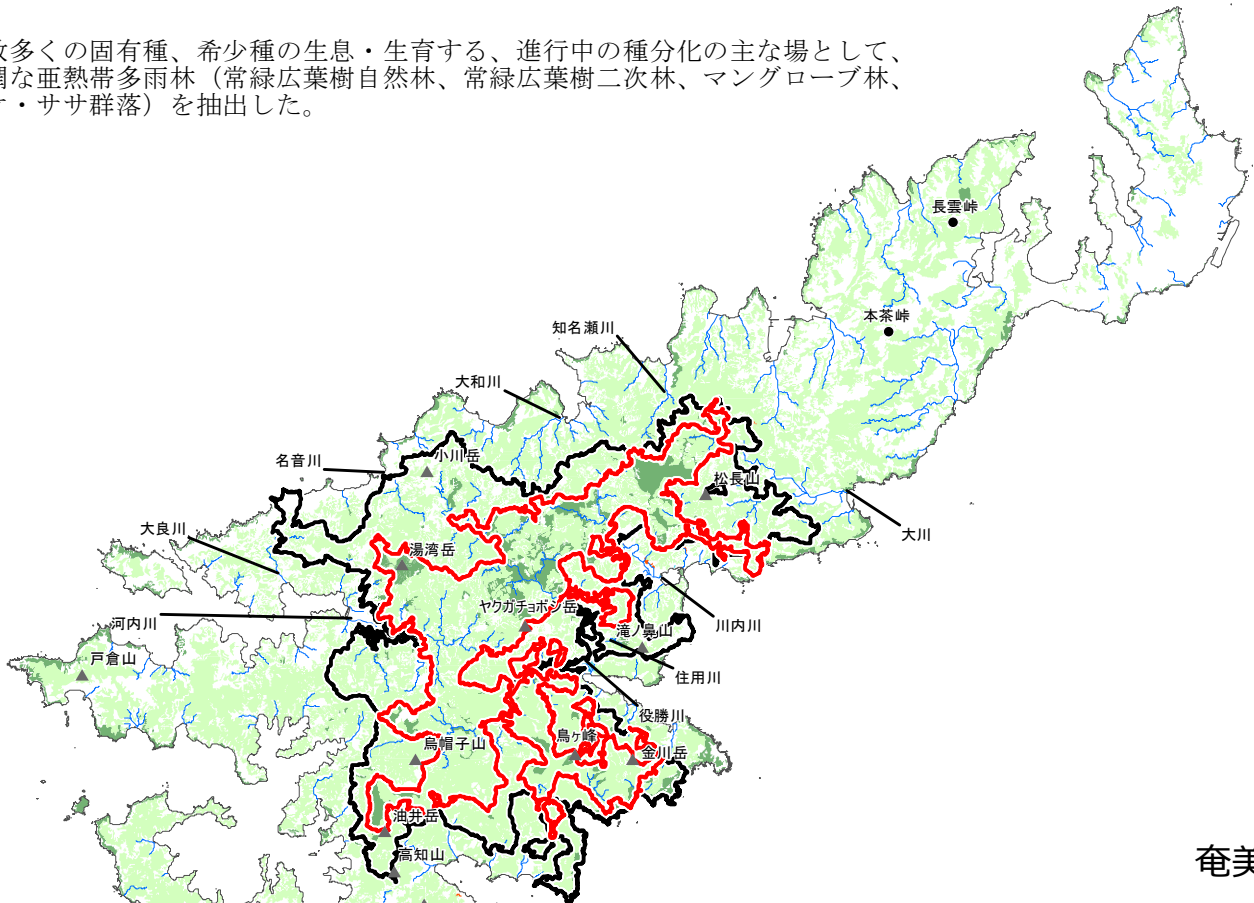 数多くの固有種、希少種の生息・生育する、進行中の種分化の主な場として、
な亜熱帯多雨林（常緑広葉樹自然林、常緑広葉樹二次林、マングローブ林、
・ササ群落）を抽出した。
長雲峠
本茶峠
知名瀬川
大和川
名音川
小川岳
松長山
大良川
大川
湯湾岳
ヤクガチョボシ岳
河内川
川内川
滝ノ鼻山
戸倉山
住用川
役勝川
烏帽子山
鳥ヶ峰
金川岳
油井岳
高知山
奄美